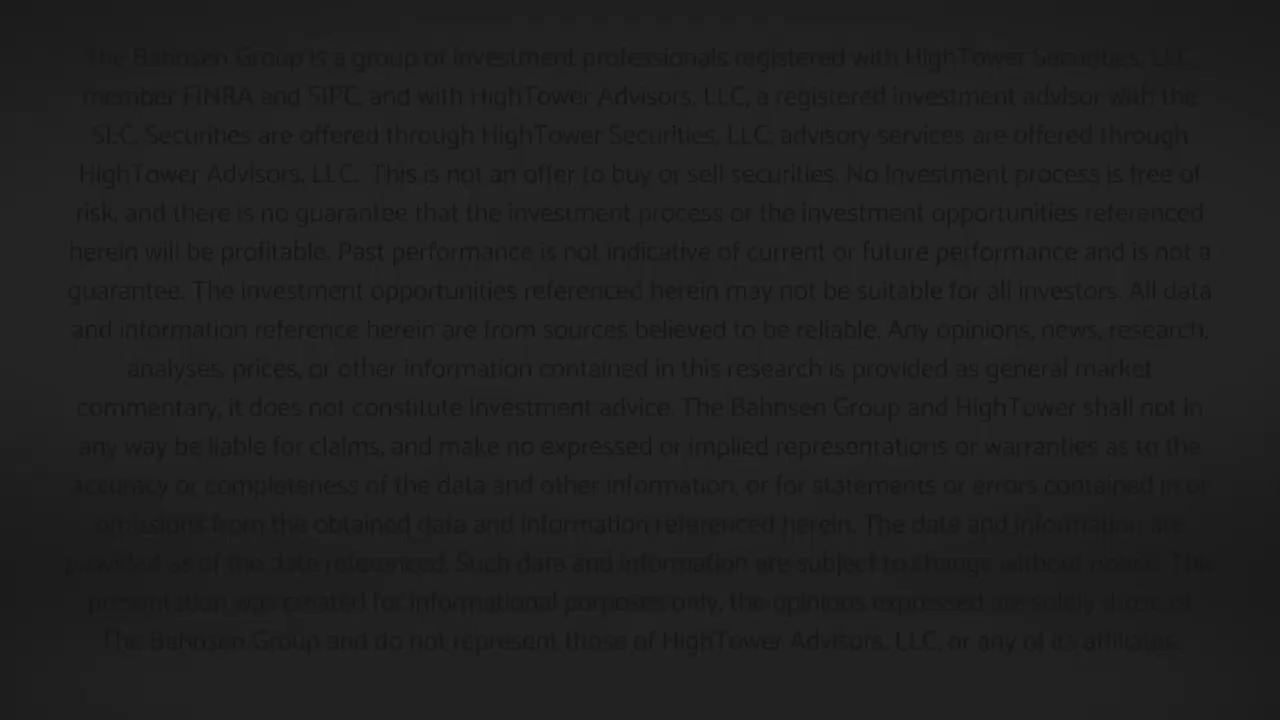 The Bahnsen Group is a group of investment professionals registered with HighTower Securities, LLC,
member FINRA and SIPC, and with HighTower Advisors, LLC, a registered investment advisor with the
SEC. Securities are offered through HighTower Securities, LLC; advisory services are offered through
HighTower Advisors, LLC. This is not an offer to buy or sell securities. No investment process is free of
risk, and there is no guarantee that the investment process or the investment opportunities referenced
herein will be profitable. Past performance is not indicative of current or future performance and is not a
guarantee. The investment opportunities referenced herein may not be suitable for all investors. All data
and information reference herein are from sources believed to be reliable. Any opinions, news, research,
analyses, prices, or other information contained in this research is provided as general market
commentary, it does not constitute investment advice. The Bahnsen Group and HighTower shall not in
any way be liable for claims, and make no expressed or implied representations or warranties as to the
accuracy or completeness of the data and other information, or for statements or errors contained in or
omissions from the obtained data and information referenced herein. The data and information are
provided as of the date referenced. Such data and information are subject to change without notice. This
presentation was created for informational purposes only, the opinions expressed are solely those of
The Bahnsen Group and do not represent those of HighTower Advisors, LLC, or any of its affiliates.